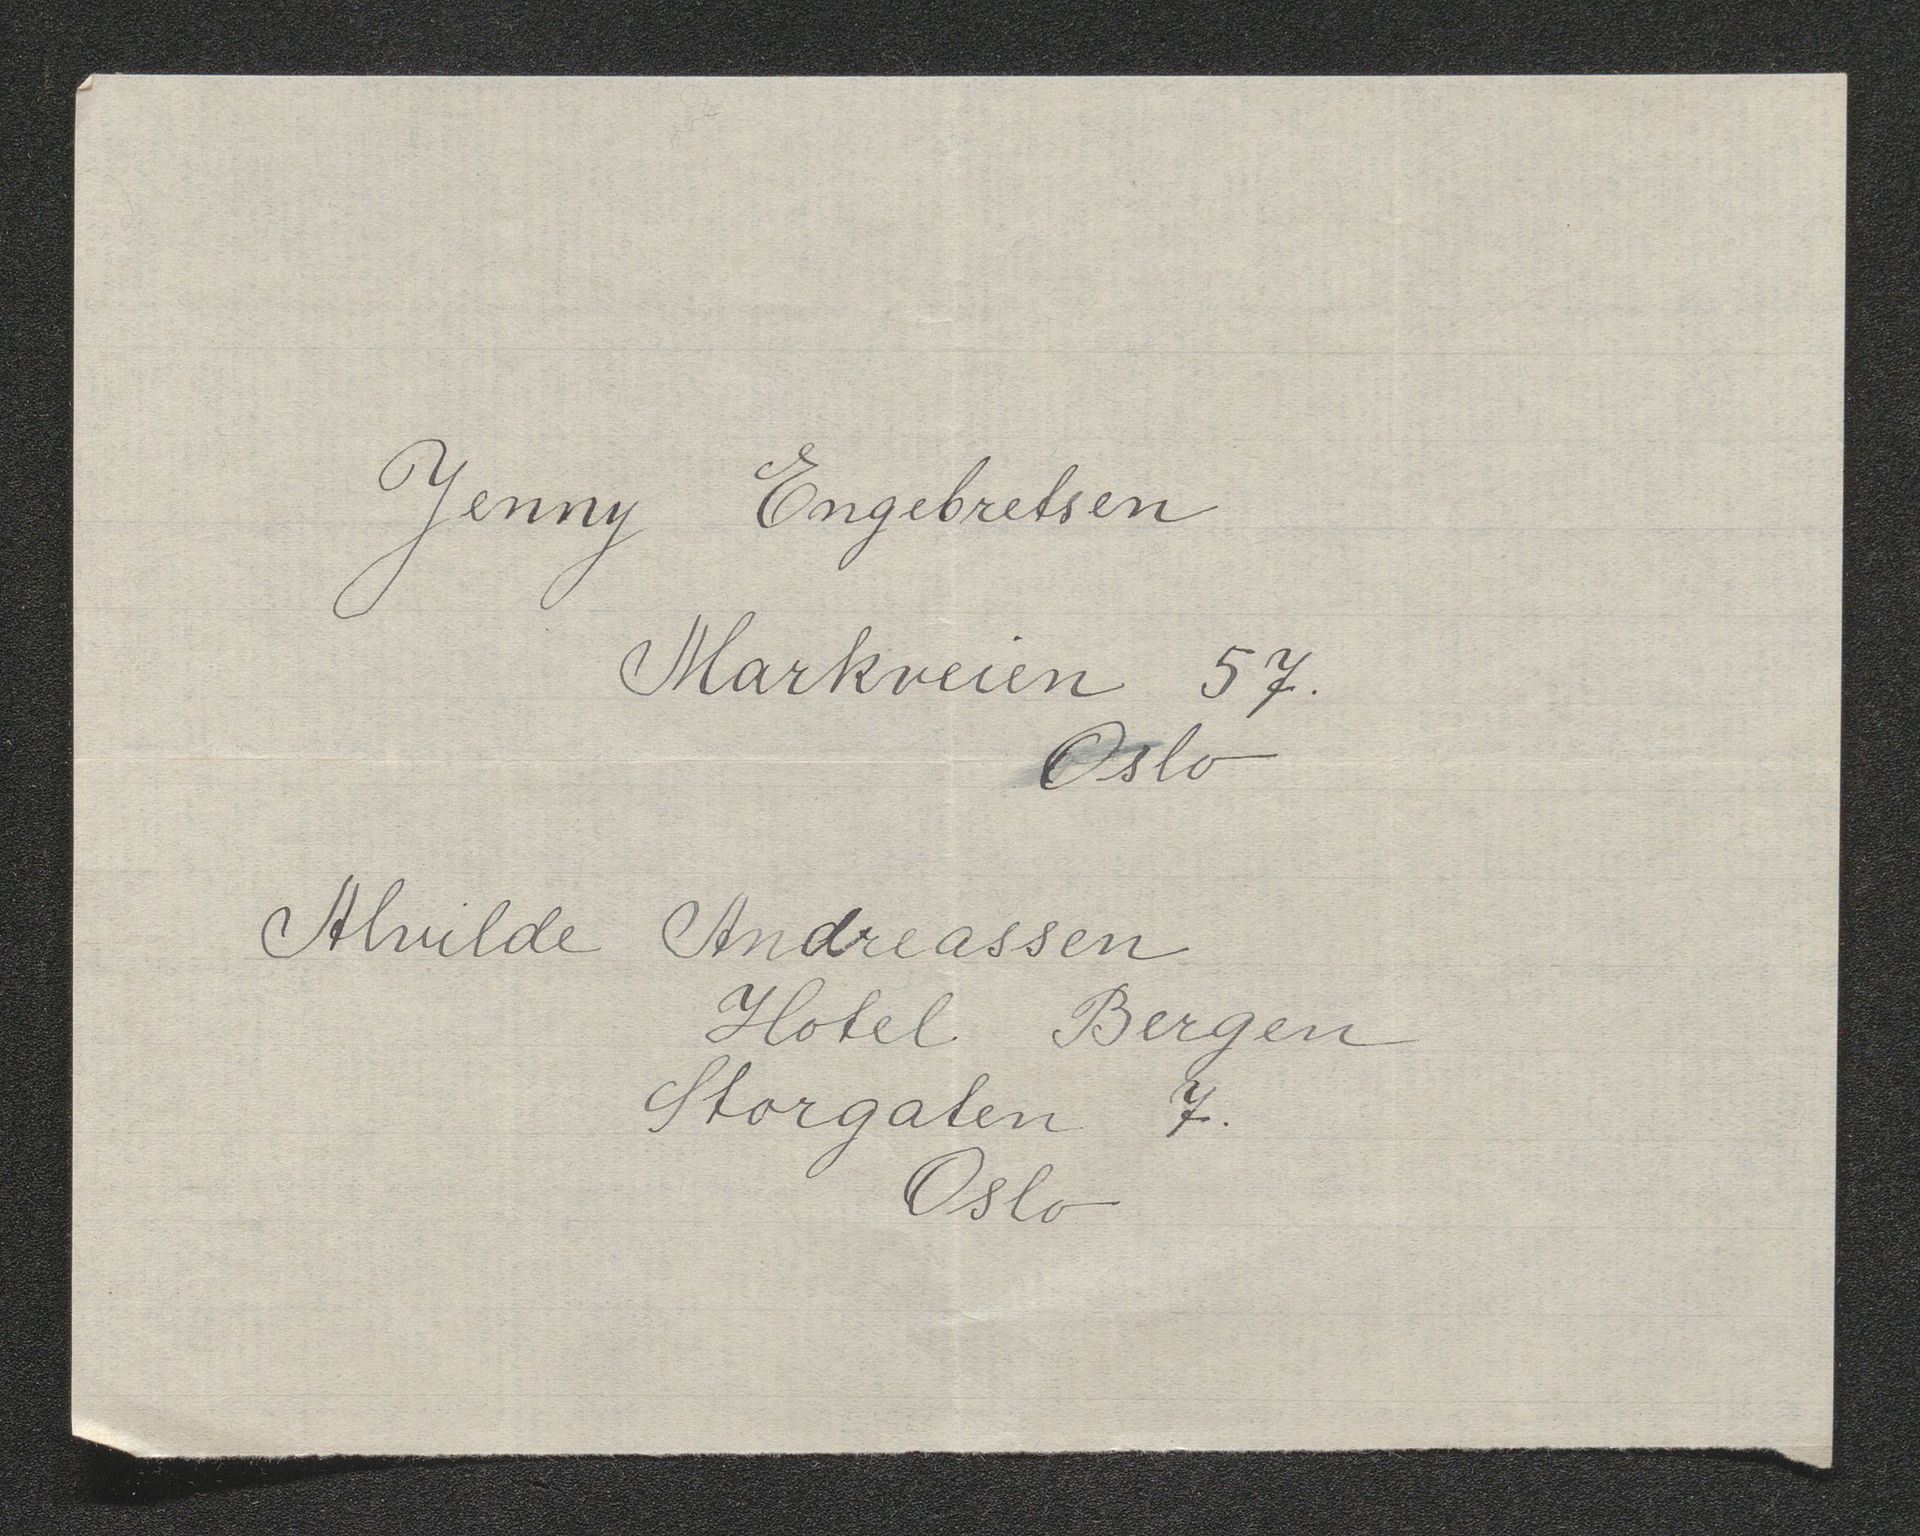 Jenny Engebretsen
Markveien 57.
Oslo
Alvilde Andreassen
Hotel Bergen
Storgaten 7.
Oslo